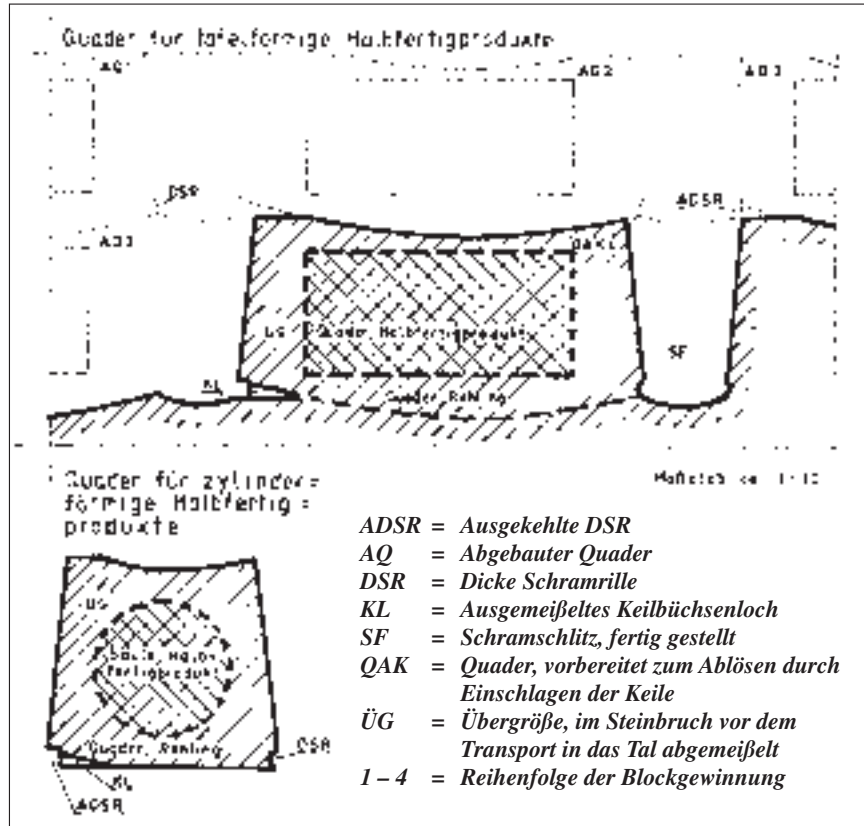 Quader für tafelförmige Halbfertigprodukte
AQ
AQ2
AQ3
DSR
ADSR
QAK
ÜG
Quader Halbfertigprodukte
SF
KL
Quader, Rohling
Quader für zylinder=
förmige Halbfertig=
produkte
Maßstab ca. 1:10
ÜG
Säule, Halb=
fertigprodukt
Quader, Rohling
DSR
KL
ADSR
ADSR = Ausgekehlte DSR
AQ = Abgebauter Quader
DSR = Dicke Schramrille
KL = Ausgemeißeltes Keilbüchsenloch
SF = Schramschlitz, fertig gestellt
QAK = Quader, vorbereitet zum Ablösen durch
Einschlagen der Keile
ÜG = Übergröße, im Steinbruch vor dem
Transport in das Tal abgemeißelt
1 – 4 = Reihenfolge der Blockgewinnung